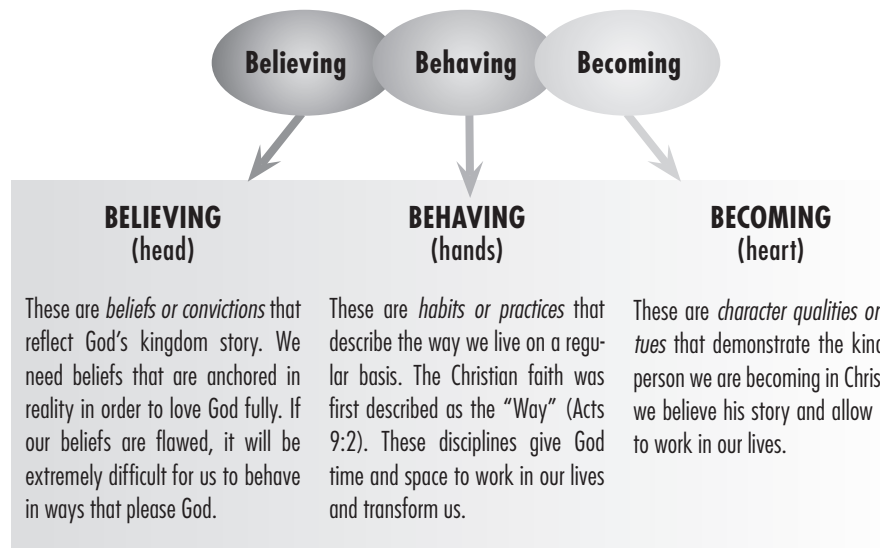 Believing Behaving Becoming
BELIEVING
(head)
These are beliefs or convictions that
reflect God's kingdom story. We
need beliefs that are anchored in
reality in order to love God fully. If
our beliefs are flawed, it will be
extremely difficult for us to behave
in ways that please God.
BEHAVING
(hands)
These are habits or practices that
describe the way we live on a regu-
lar basis. The Christian faith was
first described as the “Way” (Acts
9:2). These disciplines give God
time and space to work in our lives
and transform us.
BECOMING
(heart)
These are character qualities or
tues that demonstrate the kind
person we are becoming in Chris
we believe his story and allow
to work in our lives.